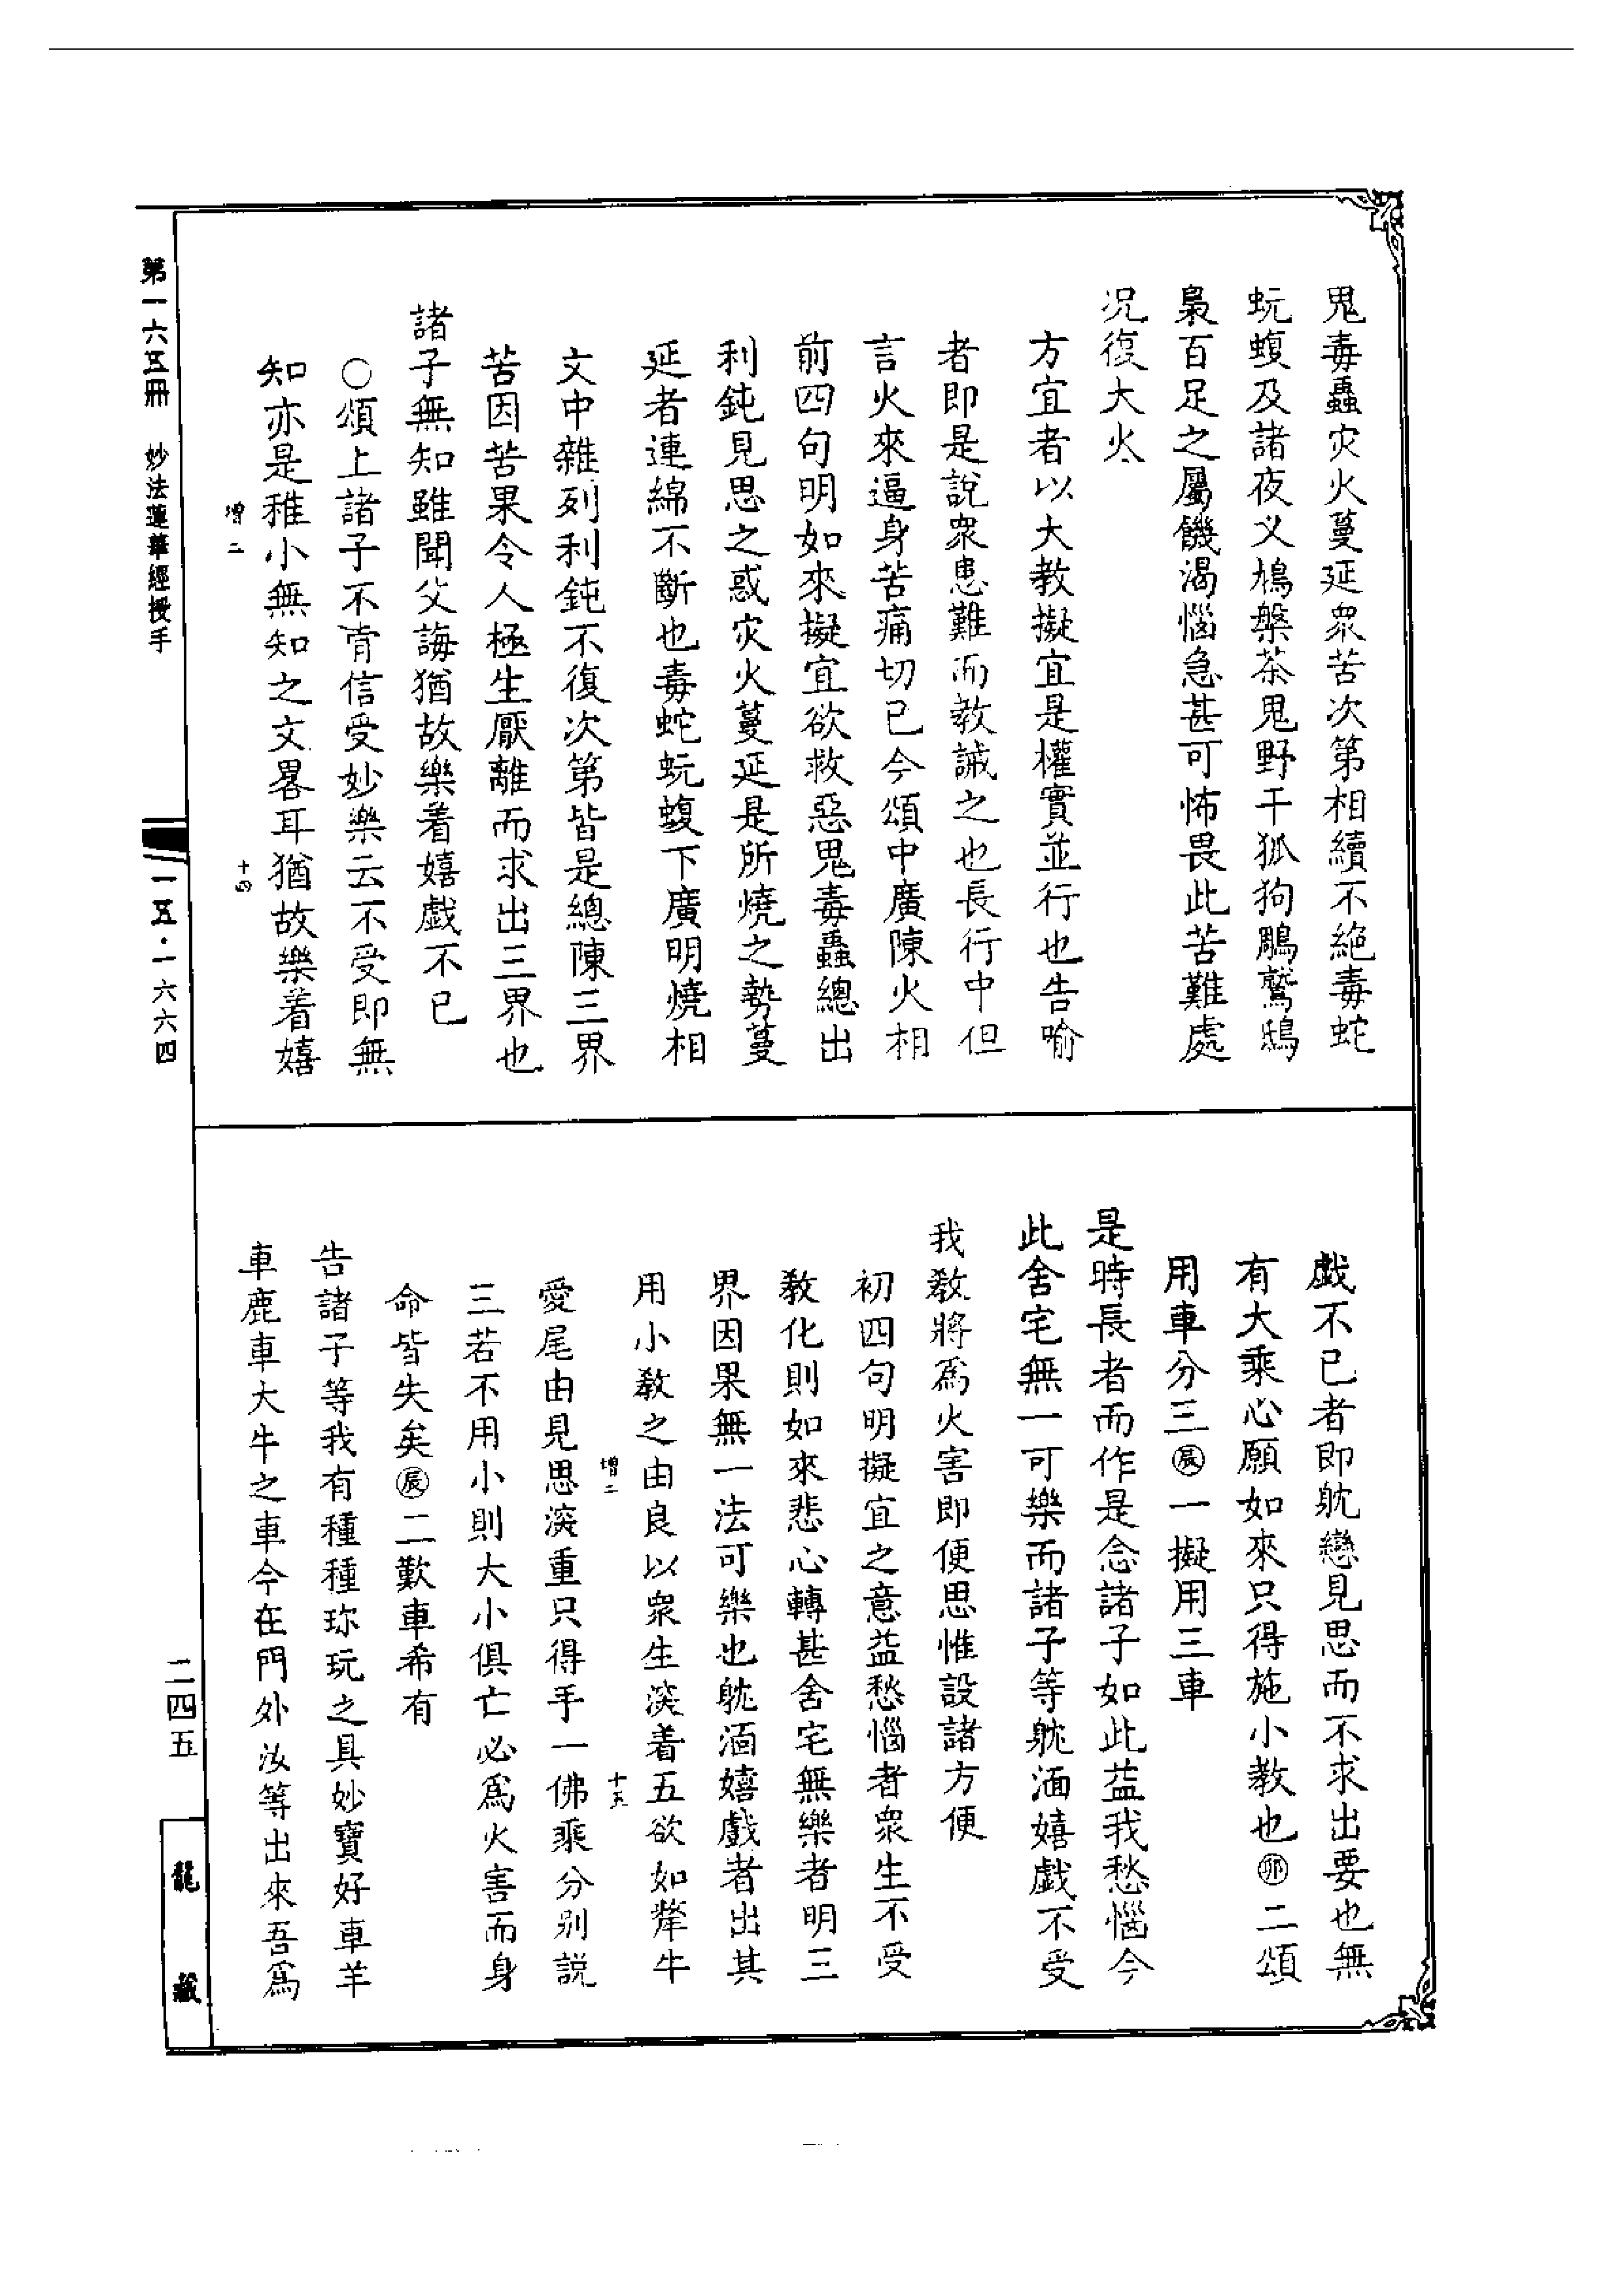 鬼毒蟲灾火蔓延衆苦次第相續不絕毒蛇
蚖蝮及諸夜叉鳩槃荼鬼野干狐狗鵰鷲鴟
梟百足之屬饑渴惱急甚可怖畏此苦難處
況復大火
方宜者以大教擬宜是權實並行也告喻
者即是說衆患難而教誡之也長行中但
言火來逼身苦痛切已今頌中廣陳火相
前四句明如來擬宜欲救惡鬼毒蟲總出
利鈍見思之惑灾火蔓延是所燒之勢蔓
延者連綿不斷也毒蛇蚖蝮下廣明燒相
文中雜列利鈍不復次第皆是總陳三界
苦因苦果令人極生厭離而求出三界也
諸子無知雖聞父誨猶故樂着嬉戲不已
○頌上諸子不肯信受妙樂云不受即無
知亦是稚小無知之文畧耳猶故樂着嬉
增二
十四
戲不已者即躭戀見思而不求出要也無
有大乘心願如來只得施小教也㊞卯二頌
用車分三辰一擬用三車
是時長者而作是念諸子如此益我愁惱今
此舍宅無一可樂而諸子等躭湎嬉戲不受
我教將爲火害即便思惟設諸方便
初四句明擬宜之意益愁惱者衆生不受
教化則如來悲心轉甚舍宅無樂者明三
界因果無一法可樂也躭湎嬉戲者出其
用小教之由良以衆生深着五欲如犛牛
增二
十五
愛尾由見思深重只得手一佛乘分別説
三若不用小則大小俱亡必爲火害而身
命皆失矣辰二歎車希有
告諸子等我有種種珍玩之具妙寶好車羊
車鹿車大牛之車今在門外汝等出來吾爲
第一六五冊 妙法蓮華經授手
一五·一六六四
二四五
龍藏